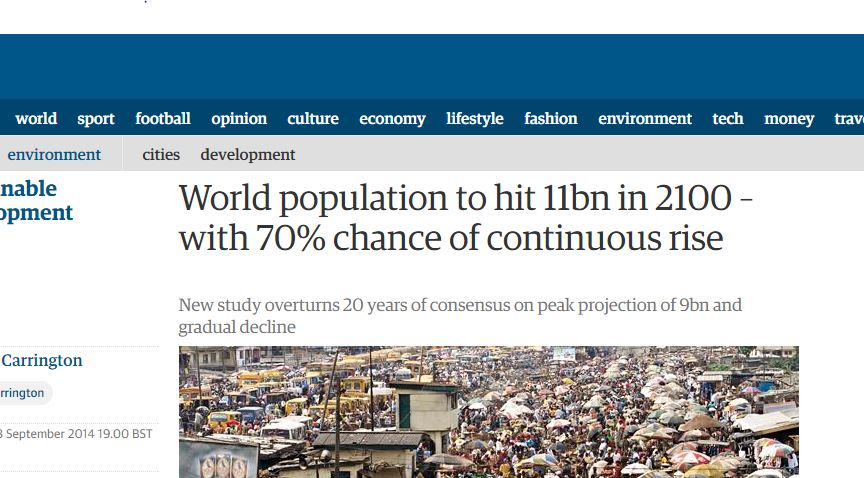 world sport football opinion culture economy lifestyle fashion environment tech money trav
environment cities development
nable
opment
World population to hit 11bn in 2100 –
with 70% chance of continuous rise
New study overturns 20 years of consensus on peak projection of 9bn and
gradual decline
Carrington
rrington
September 2014 19.00 BST